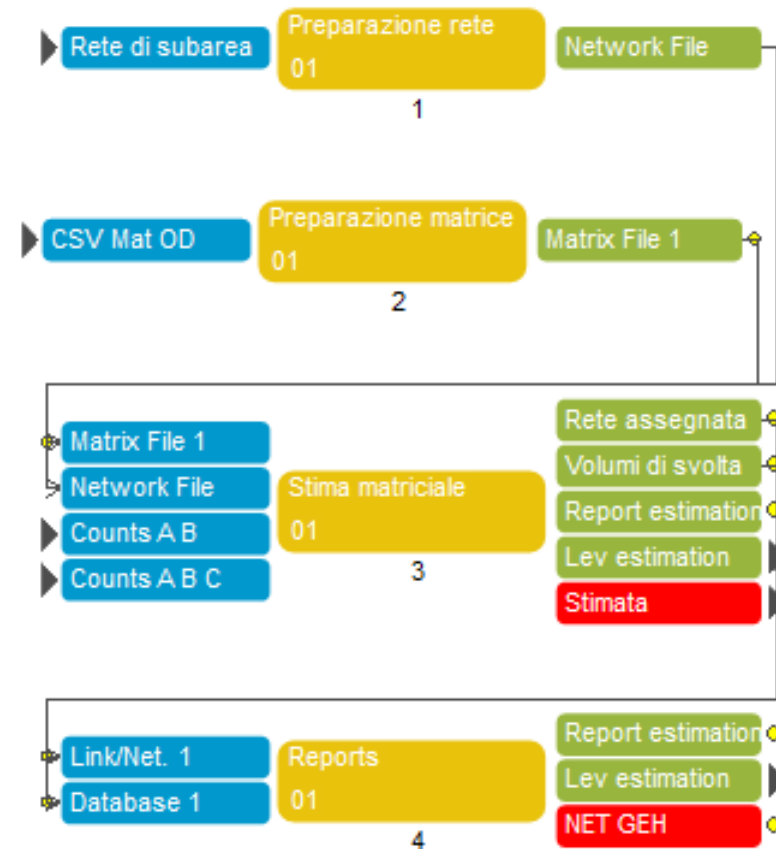 Rete di subarea
Preparazione rete
01
Network File
1
CSV Mat OD
Preparazione matrice
01
Matrix File 1
2
Matrix File 1
Network File
Counts A B
Counts A B C
Stima matriciale
01
3
Rete assegnata
Volumi di svolta
Report estimation
Lev estimation
Stimata
Link/Net. 1
Database 1
Reports
01
4
Report estimation
Lev estimation
NET GEH